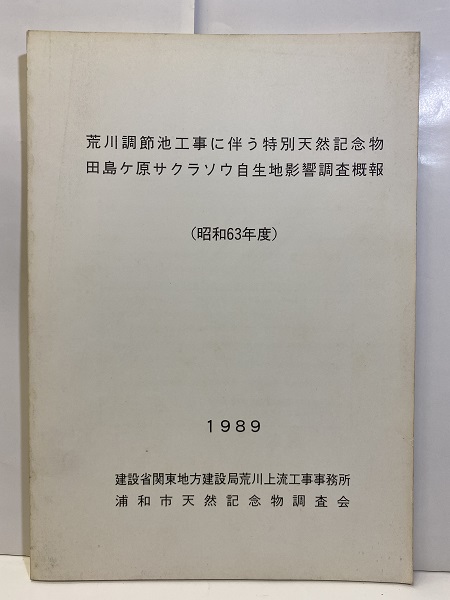 荒川調節池工事に伴う特別天然記念物
田島ケ原サクラソウ自生地影響調査概報
（昭和63年度）
1989
建設省関東地方建設局荒川上流工事事務所
浦和市天然記念物調査会